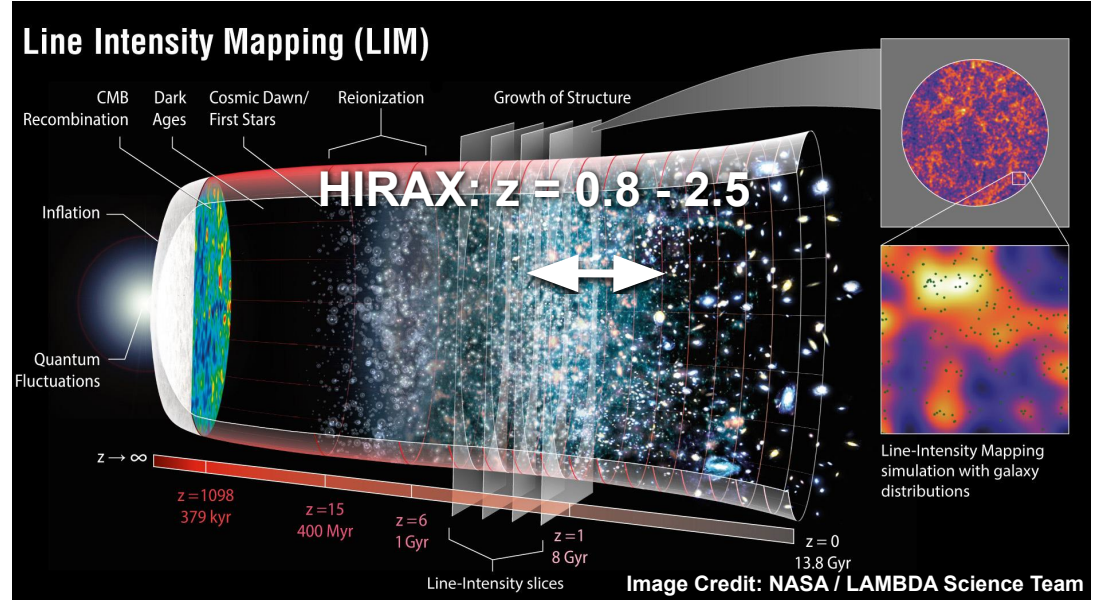 Line Intensity Mapping (LIM)
CMB
Recombination
Dark
Ages
Cosmic Dawn/
First Stars
Reionization
Growth of Structure
HIRAX: z = 0.8 - 2.5
Inflation
Quantum
Fluctuations
z → ∞
z = 1098
379 kyr
z = 15
400 Myr
z = 6
1 Gyr
z = 1
8 Gyr
z = 0
13.8 Gyr
Line-Intensity slices
Line-Intensity Mapping
simulation with galaxy
distributions
Image Credit: NASA / LAMBDA Science Team